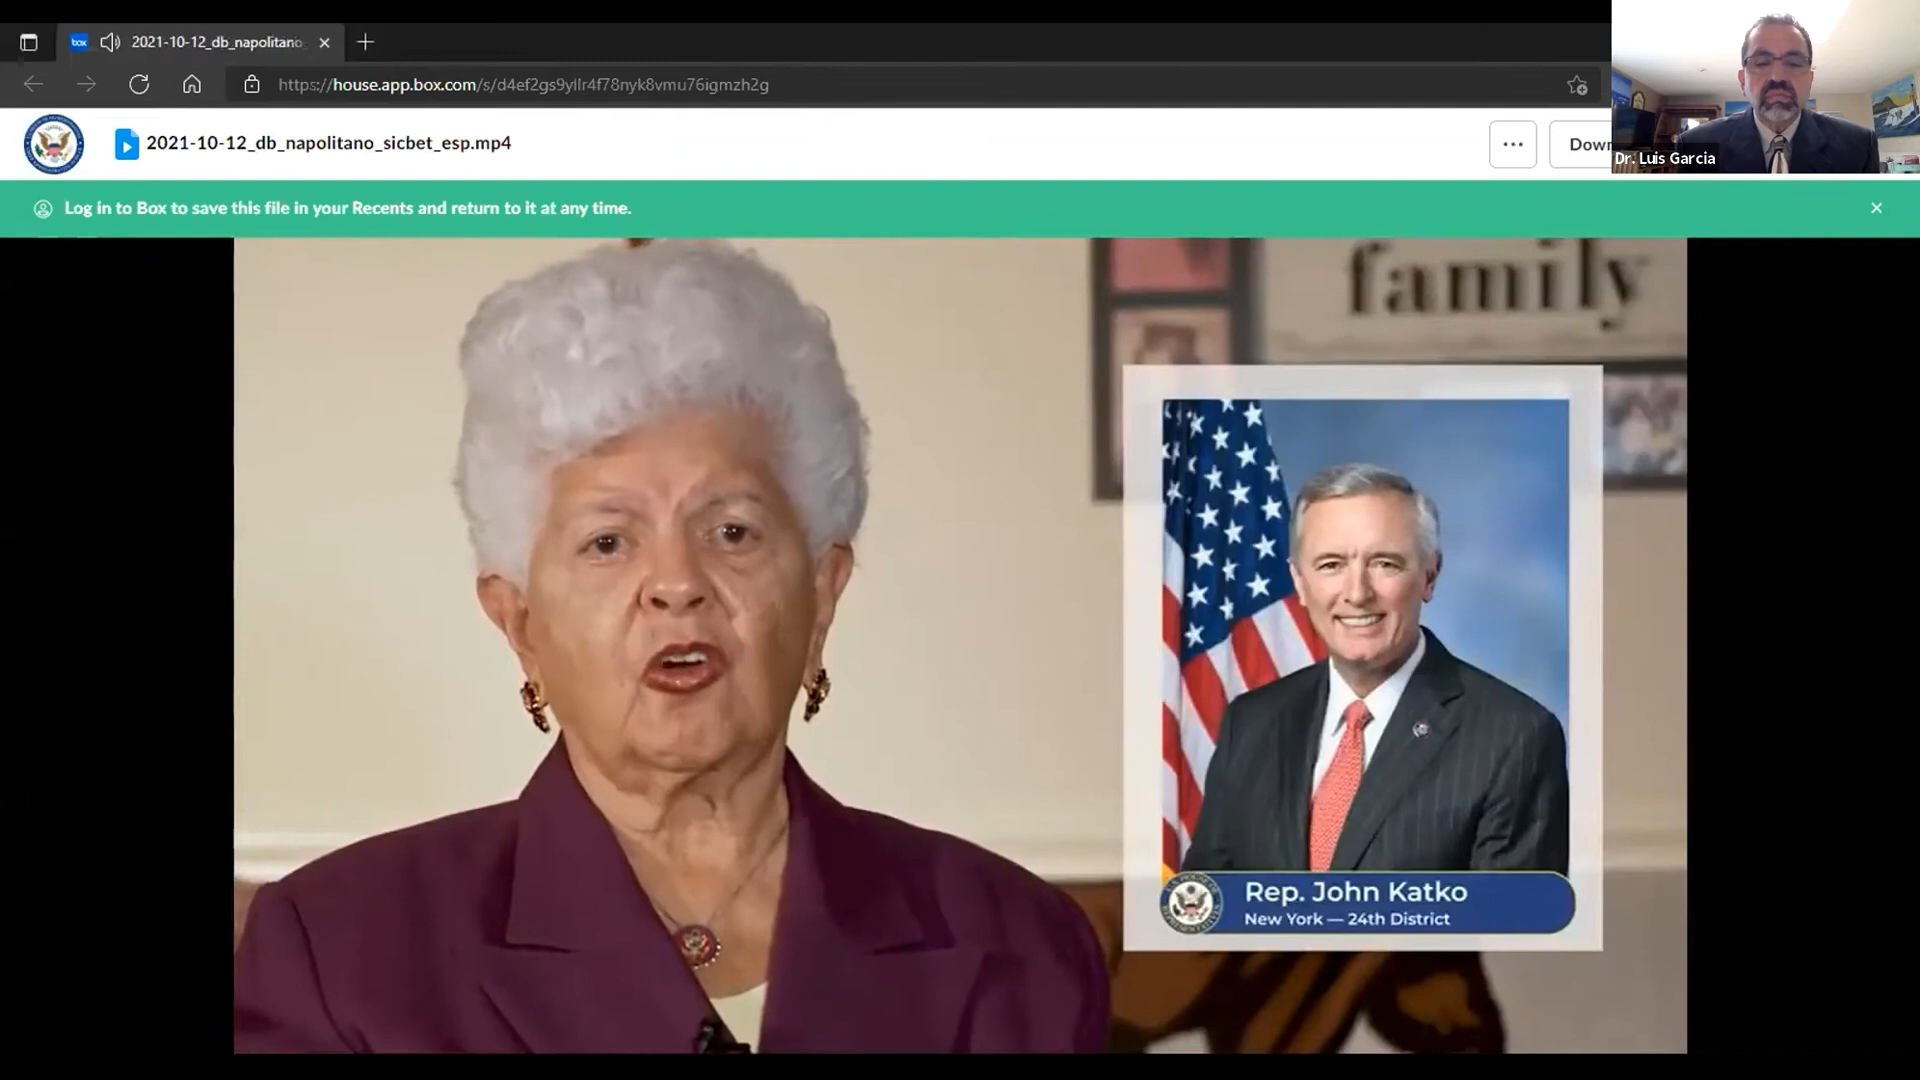 box
2021-10-12_db_napolitano
https://house.app.box.com/s/d4ef2gs9yllr4f78nyk8vmu76igmzh2g
2021-10-12_db_napolitano_sicbet_esp.mp4
Dr. Luis Garcia
Log in to Box to save this file in your Recents and return to it at any time.
family
Rep. John Katko
New York — 24th District